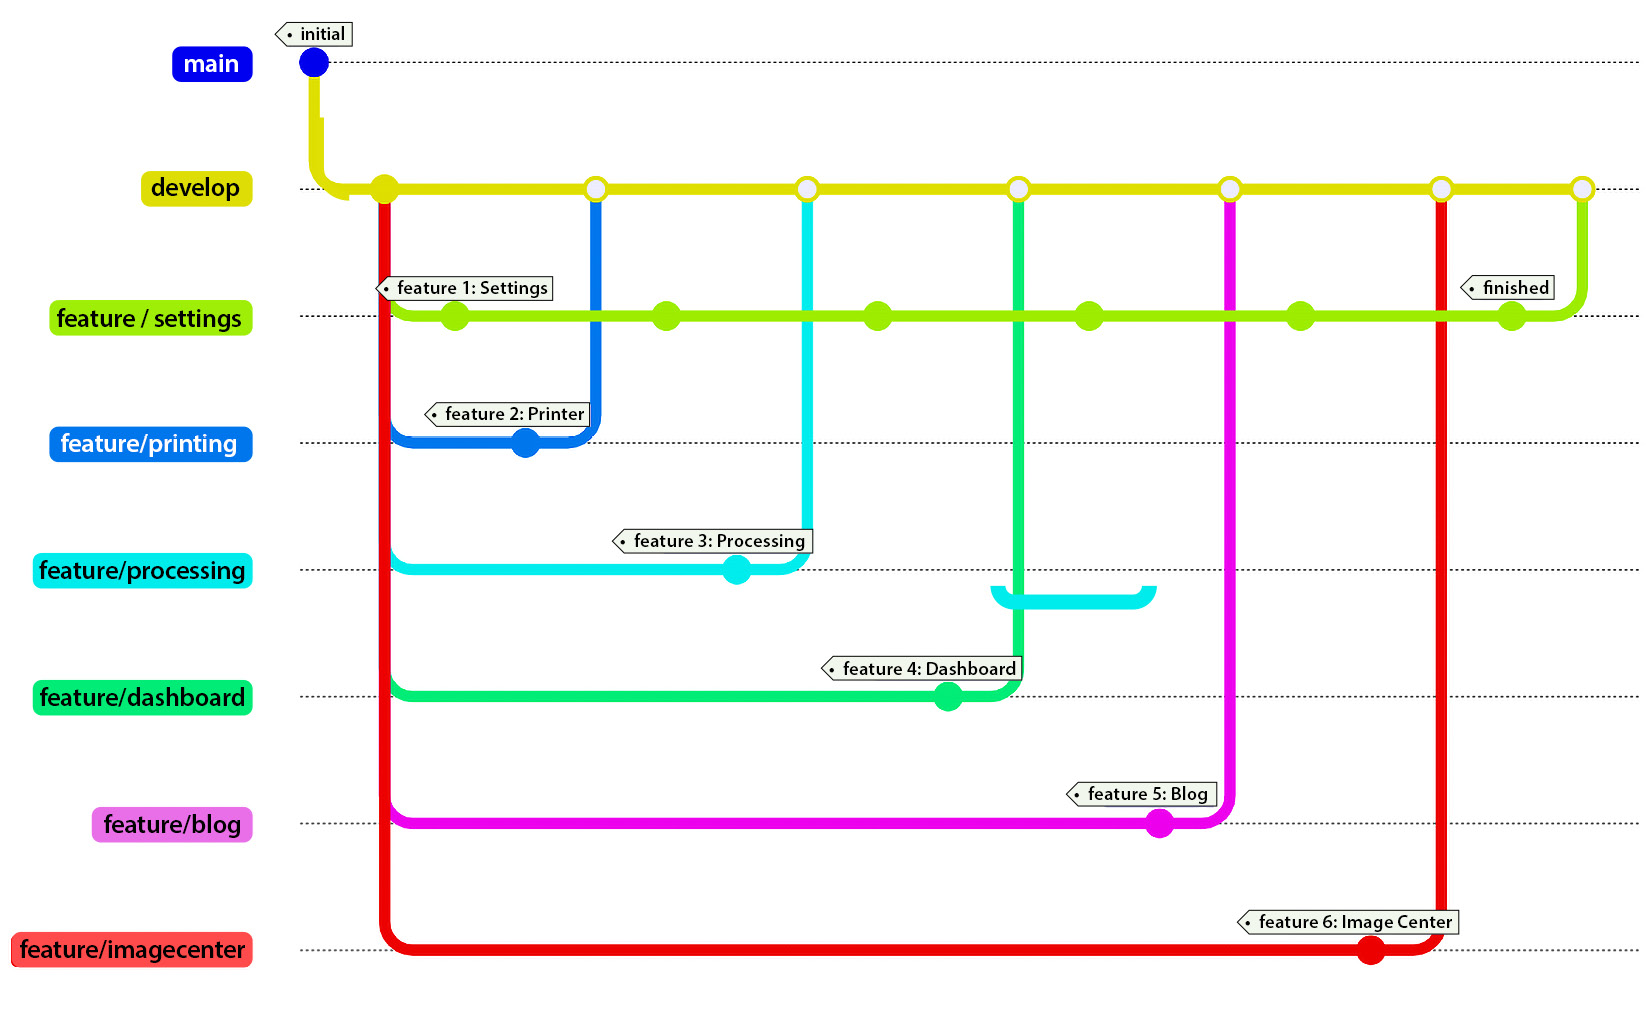 initial
main
develop
feature 1: Settings
finished
feature / settings
feature 2: Printer
feature/printing
feature 3: Processing
feature/processing
feature 4: Dashboard
feature/dashboard
feature 5: Blog
feature/blog
feature 6: Image Center
feature/imagecenter